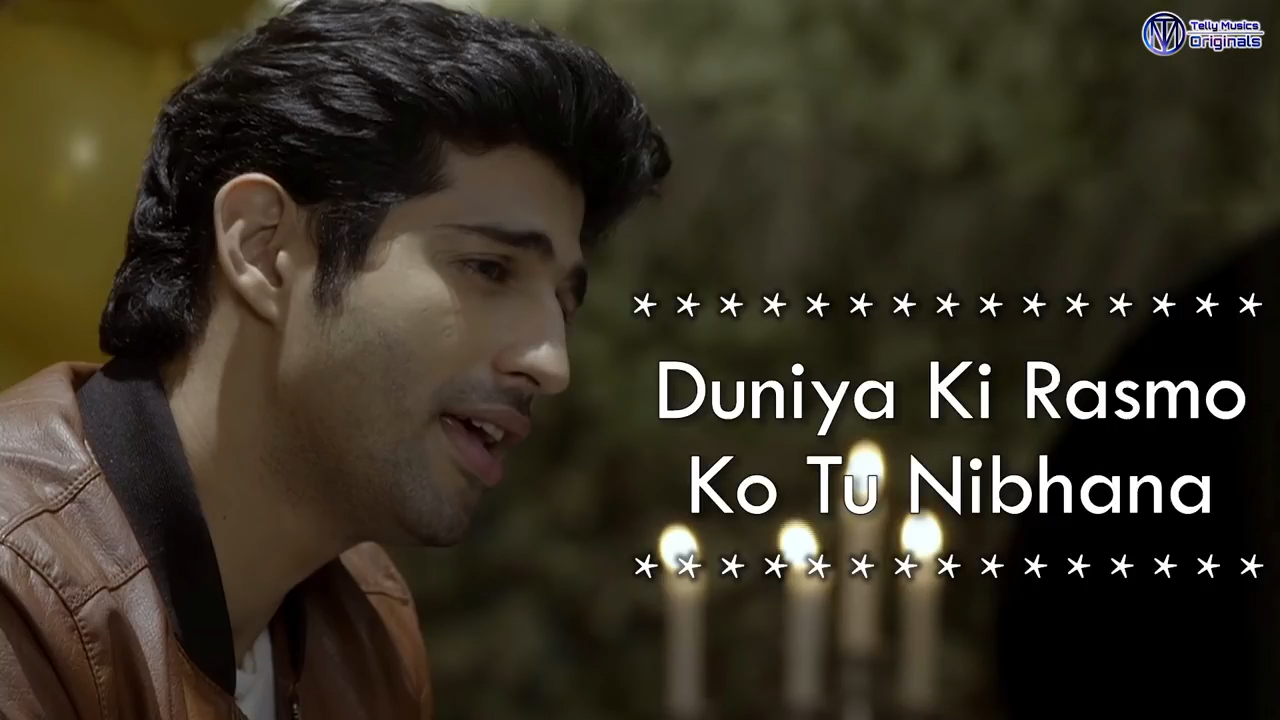 Telly Musics
Originals
* * * * * * * * * * * * * * *
Duniya Ki Rasmo
Ko Tu Nibhana
* * * * * * * * * * * * * * *